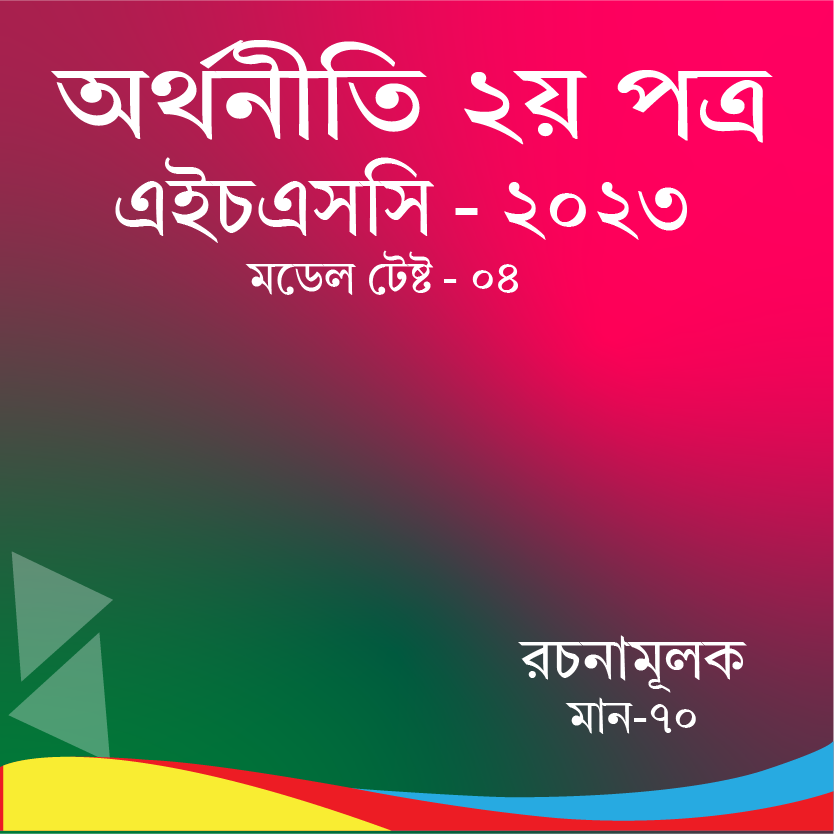 অর্থনীতি ২য় পত্র
এইচএসসি - ২০২৩
মডেল টেষ্ট - ০৪
রচনামূলক
মান-৭০